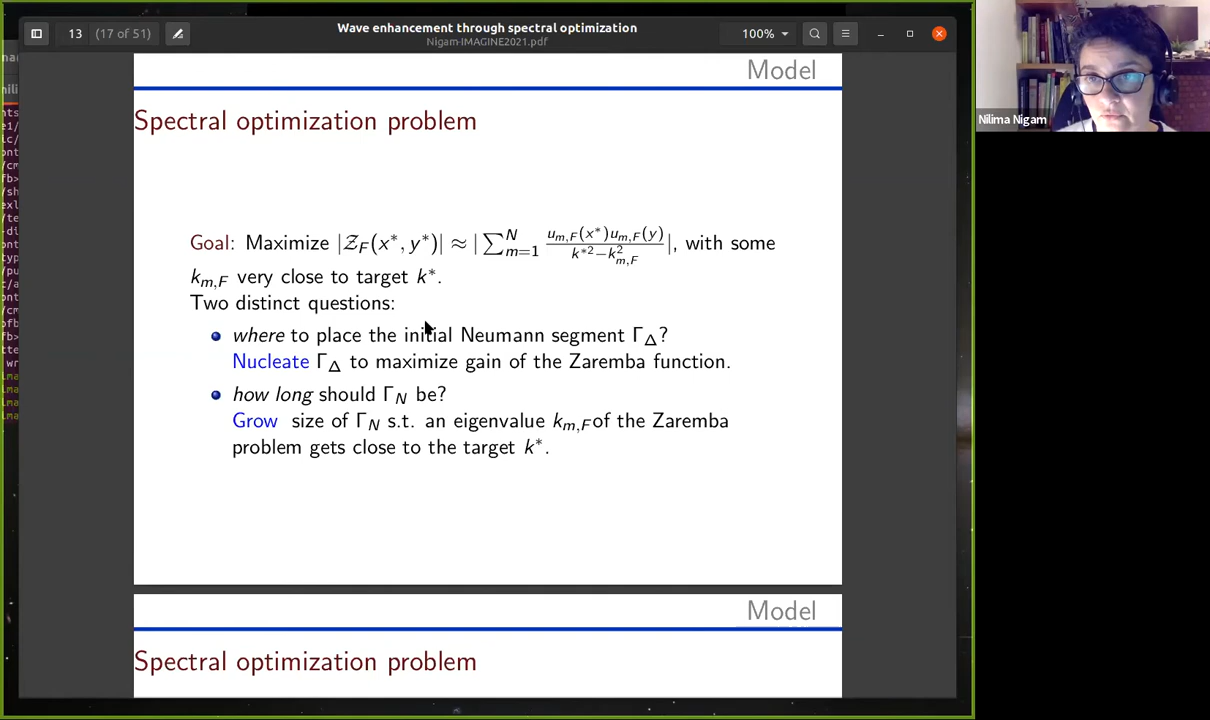 Wave enhancement through spectral optimization
13 (17 of 51)
Nigam-IMAGINE2021.pdf
100%
Model
Spectral optimization problem
Goal: Maximize |𝒵_F(x*, y*)| ≈ |∑_{m=1}^{N} \frac{u_{m,F}(x*)u_{m,F}(y)}{k*²−k²_{m,F}}|, with some
k_{m,F} very close to target k*.
Two distinct questions:
where to place the initial Neumann segment Γ_Δ?
Nucleate Γ_Δ to maximize gain of the Zaremba function.
how long should Γ_N be?
Grow size of Γ_N s.t. an eigenvalue k_{m,F}of the Zaremba
problem gets close to the target k*.
Model
Spectral optimization problem
Nilima Nigam